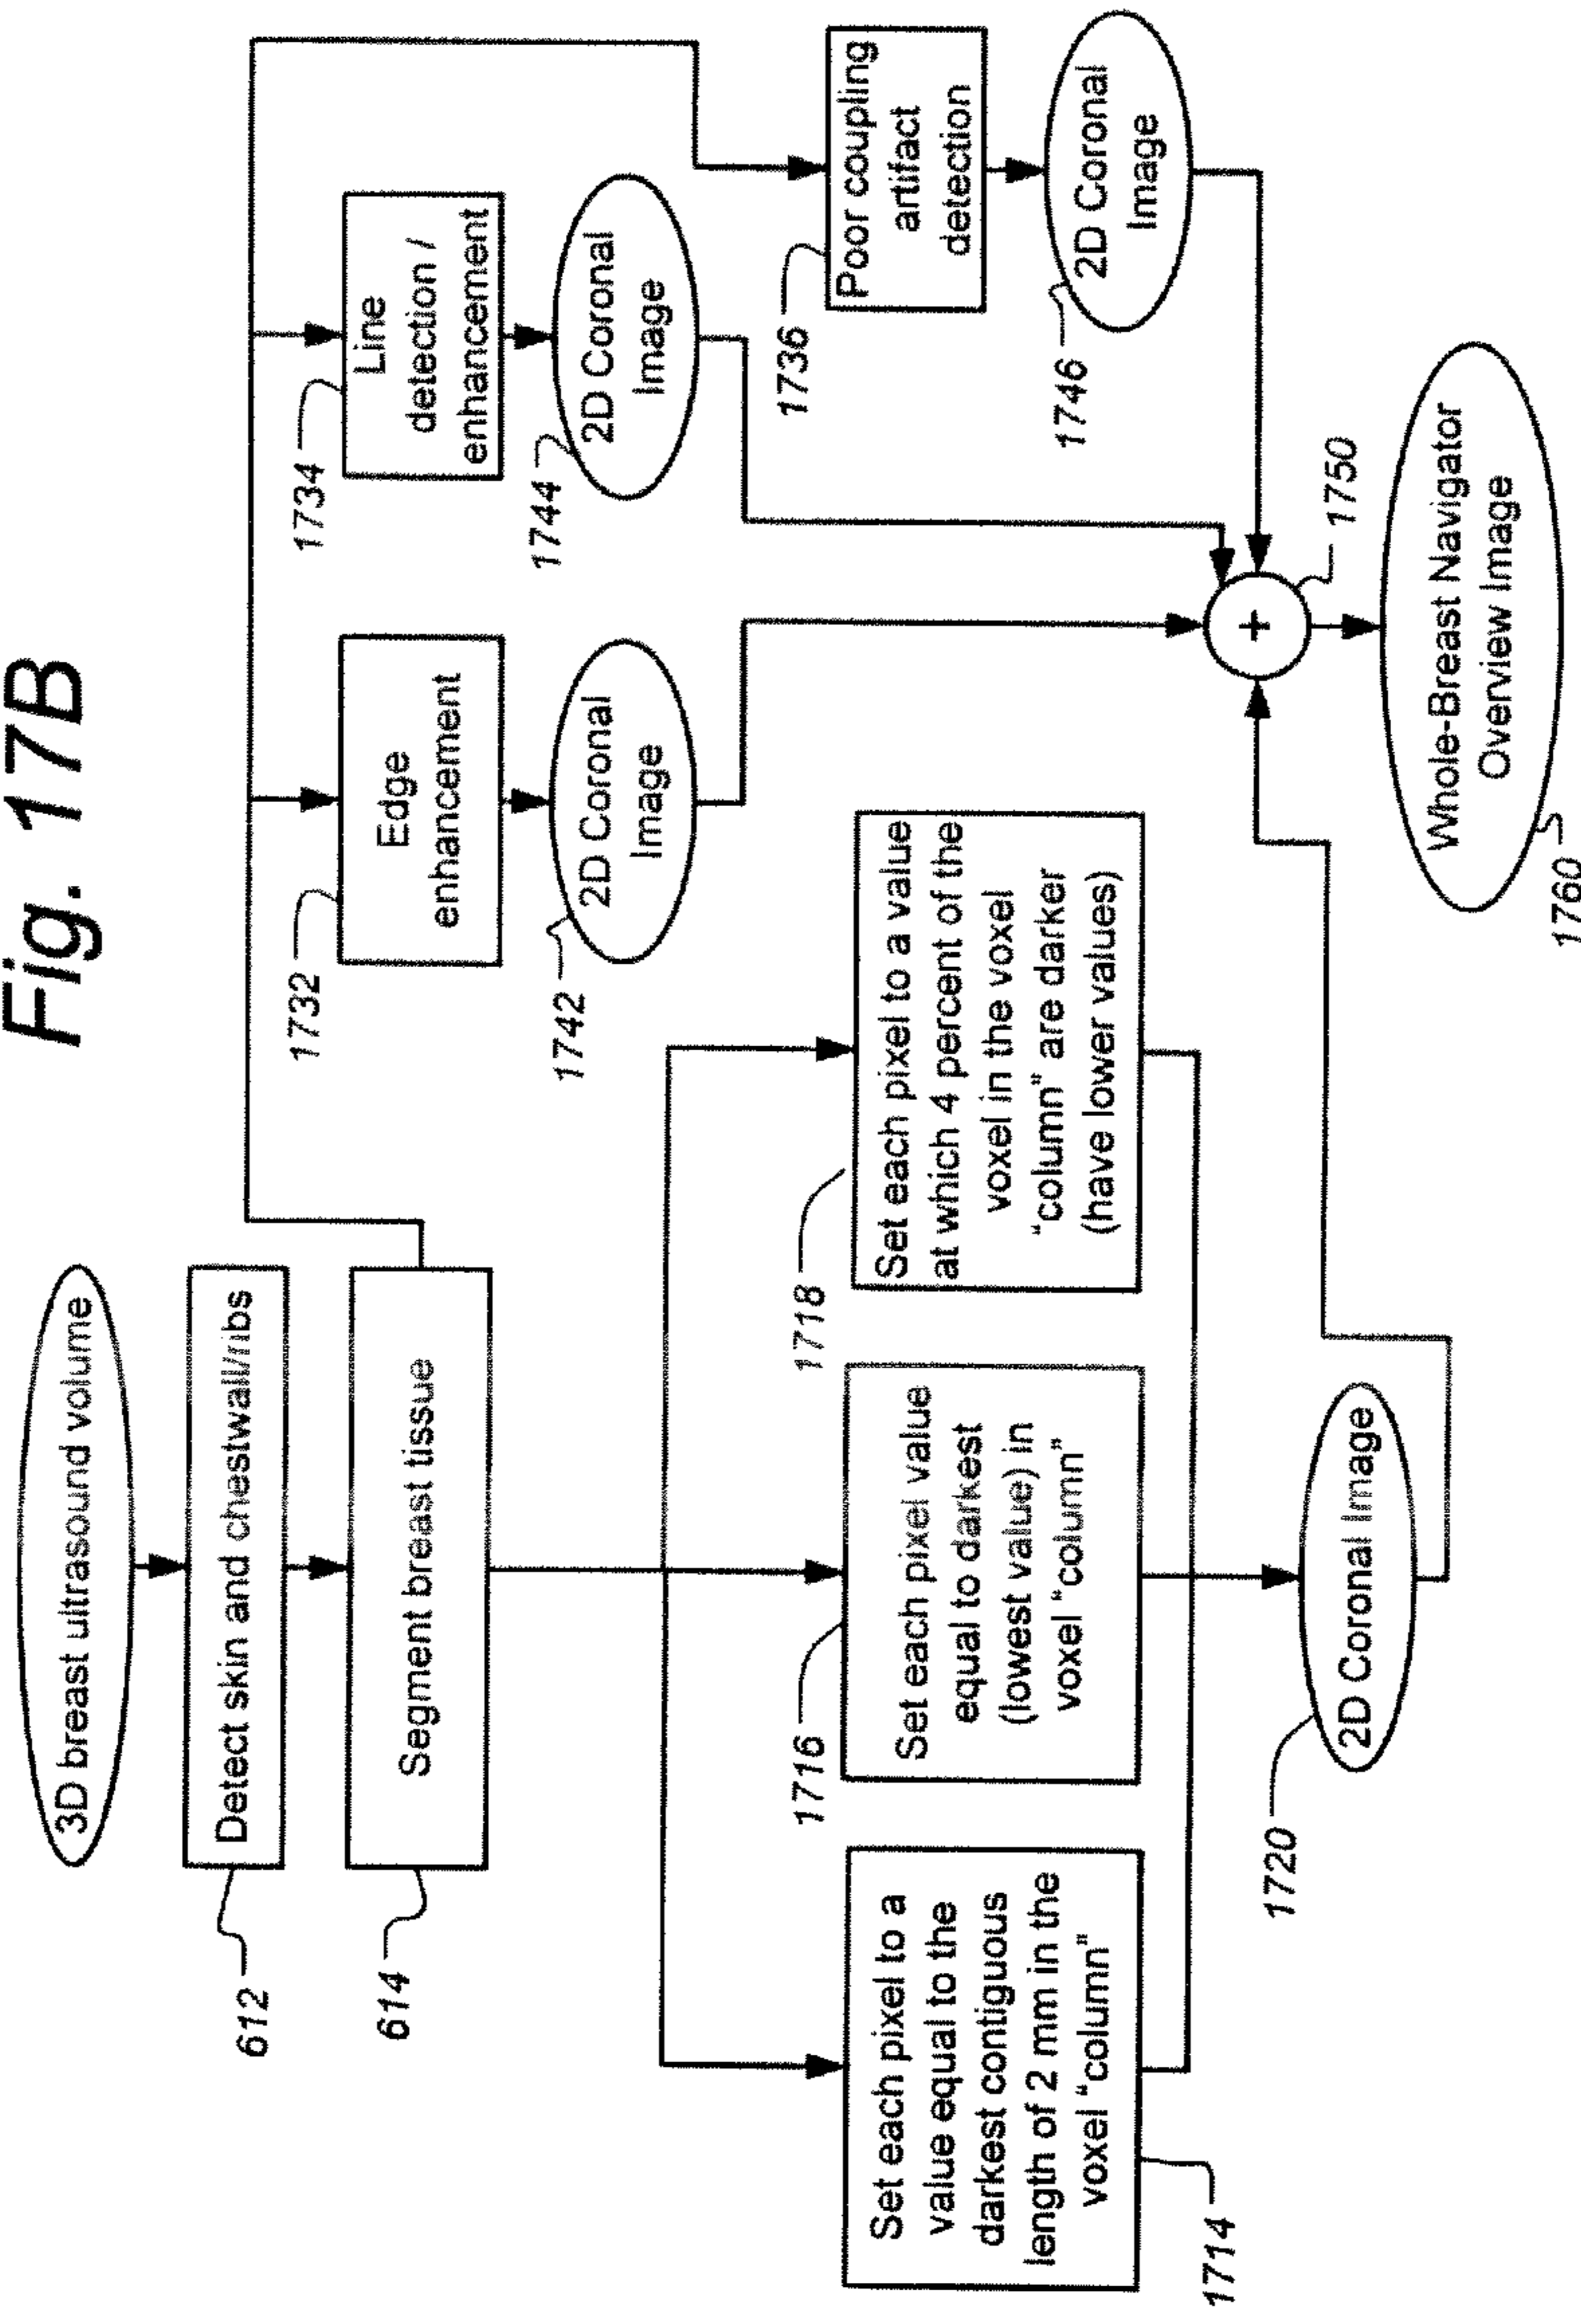 Fig. 17B
3D breast ultrasound volume
612
Detect skin and chestwall/ribs
614
Segment breast tissue
1732
Edge
enhancement
1742
2D Coronal
Image
1734
Line
detection /
enhancement
1744
2D Coronal
Image
1736
Poor coupling
artifact
detection
1746
2D Coronal
Image
1714
Set each pixel to a
value equal to the
darkest contiguous
length of 2 mm in the
voxel “column”
1716
Set each pixel value
equal to darkest
(lowest value) in
voxel “column”
1718
Set each pixel to a value
at which 4 percent of the
voxel in the voxel
“column” are darker
(have lower values)
1720
2D Coronal Image
+
1750
Whole-Breast Navigator
Overview Image
1760